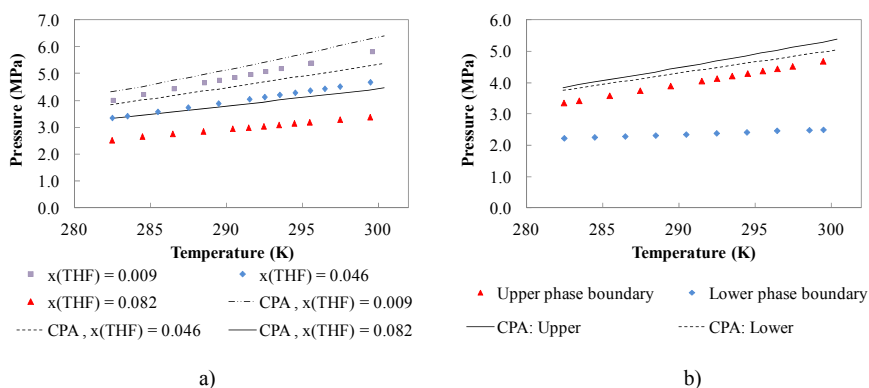 7.0
6.0
5.0
4.0
3.0
2.0
1.0
0.0
Pressure (MPa)
280 285 290 295 300
Temperature (K)
x(THF) = 0.009 x(THF) = 0.046
x(THF) = 0.082 CPA , x(THF) = 0.009
CPA , x(THF) = 0.046 CPA , x(THF) = 0.082
a)
6.0
5.0
4.0
3.0
2.0
1.0
0.0
Pressure (MPa)
280 285 290 295 300
Temperature (K)
Upper phase boundary Lower phase boundary
CPA: Upper CPA: Lower
b)